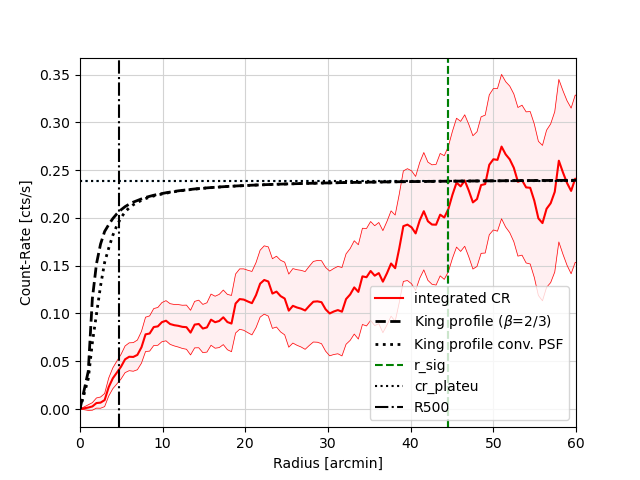 0.35
0.30
0.25
0.20
0.15
0.10
0.05
0.00
Count-Rate [cts/s]
integrated CR
King profile (β=2/3)
King profile conv. PSF
r_sig
cr_plateu
R500
0 10 20 30 40 50 60
Radius [arcmin]